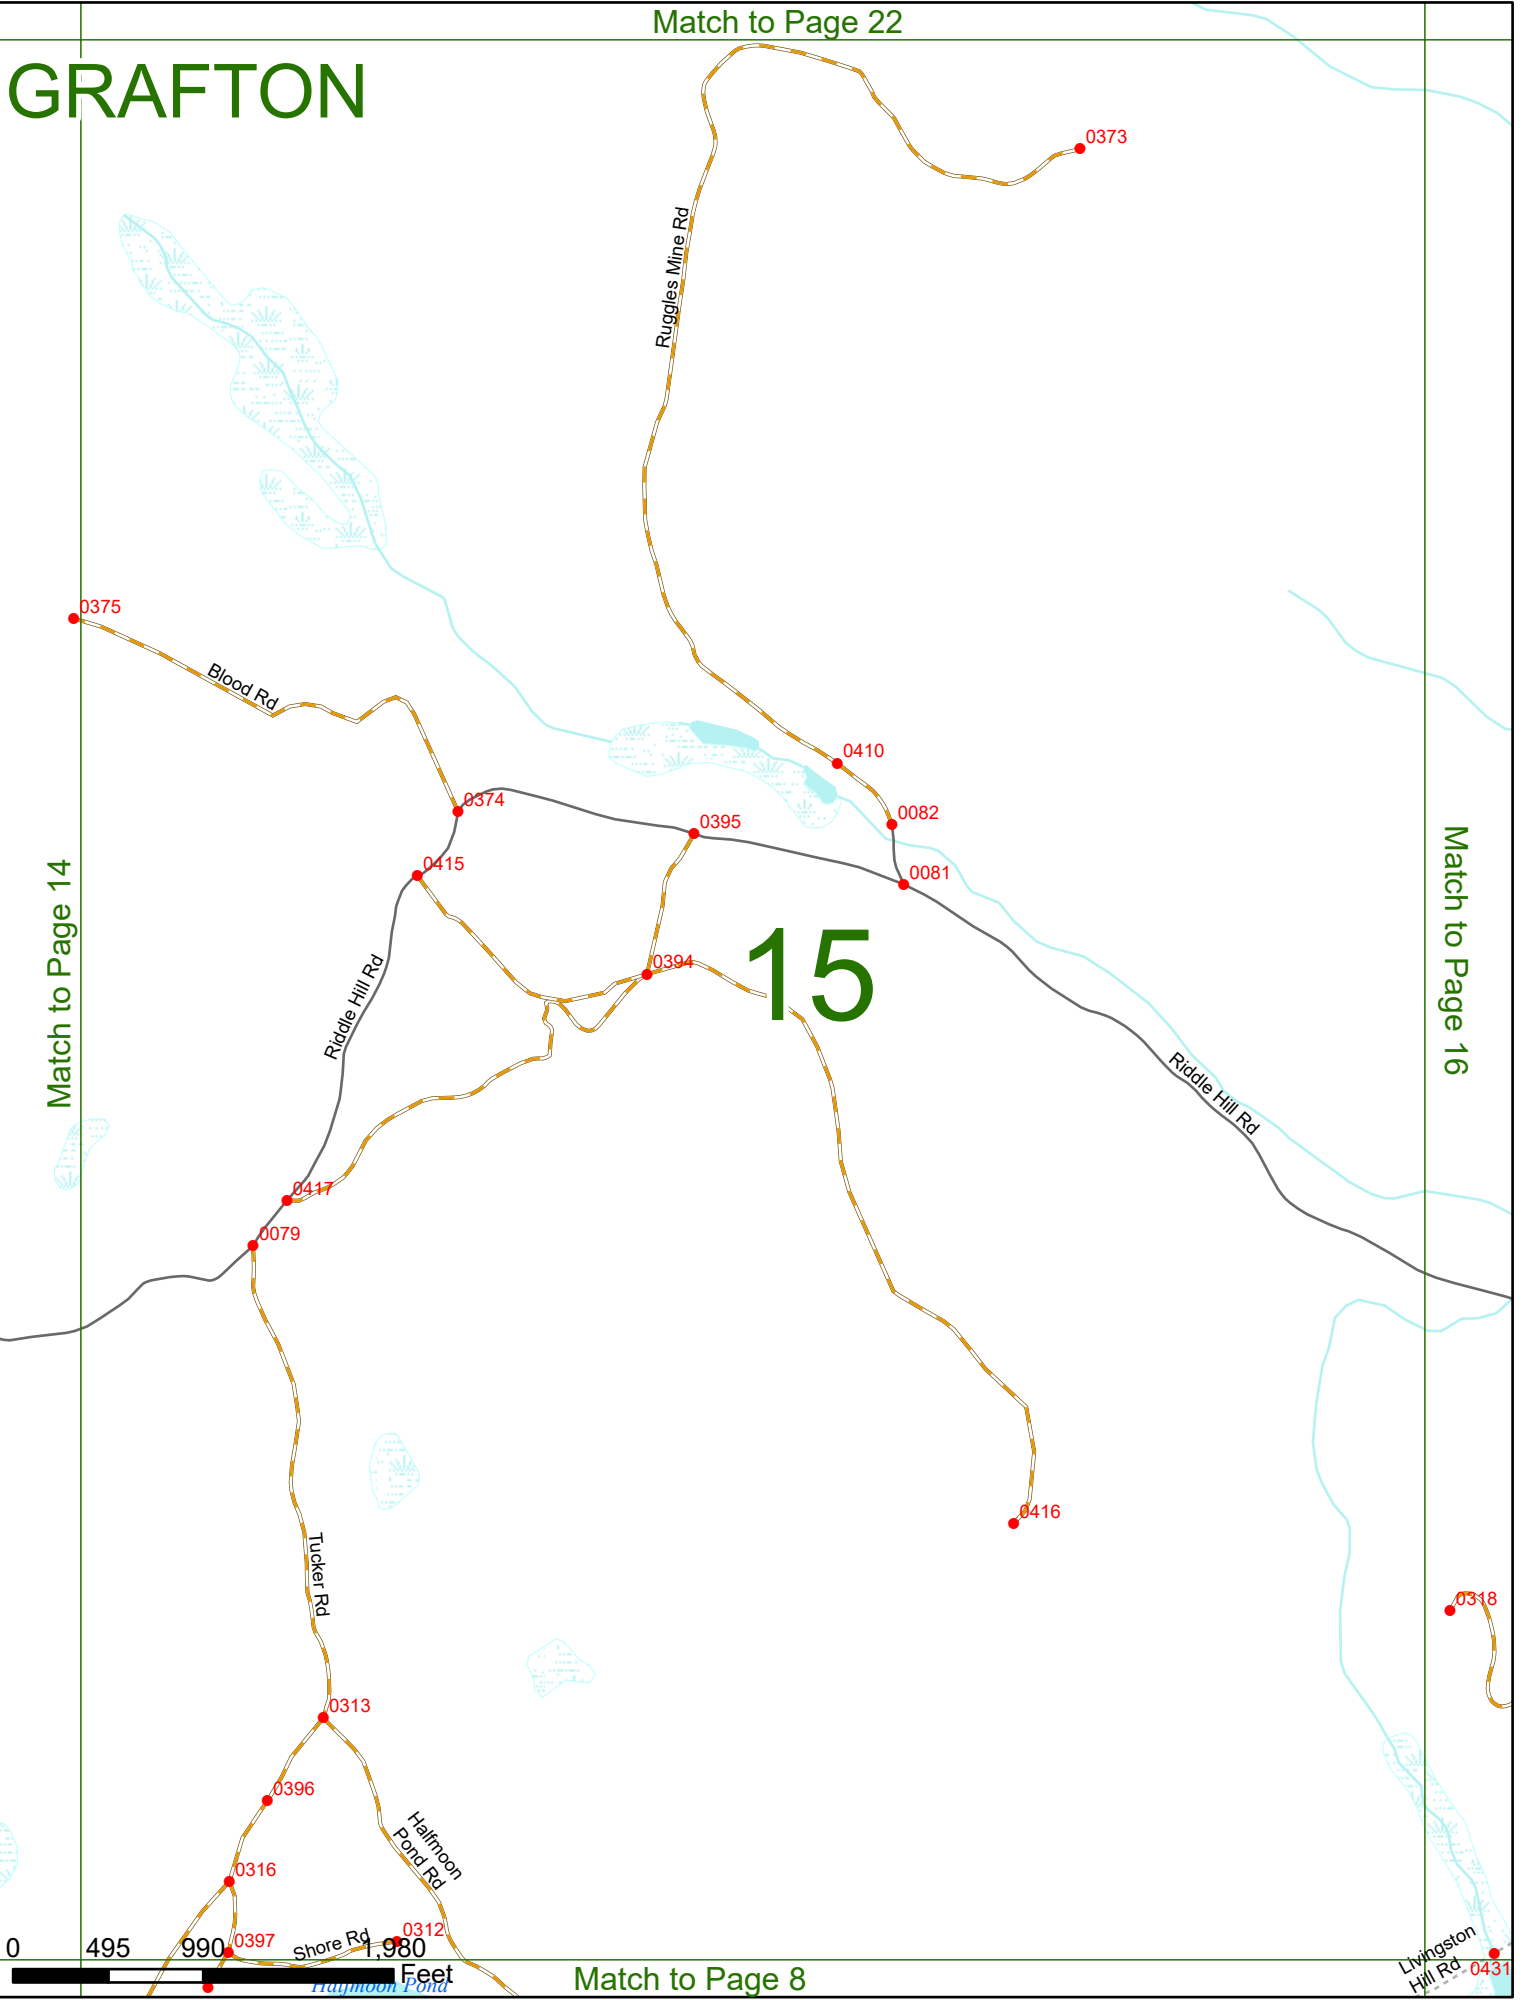 Match to Page 22
GRAFTON
0373
Ruggles Mine Rd
0375
Blood Rd
0410
0374
0082
0395
0415
0081
Match to Page 14
Match to Page 16
15
0394
Riddle Hill Rd
Riddle Hill Rd
0417
0079
0416
Tucker Rd
0318
0313
0396
Halfmoon
Pond Rd
0316
0397
Shore Rd
0312
0 495 990 1,980
Feet
Halfmoon Pond
Match to Page 8
Livingston
Hill Rd
0431